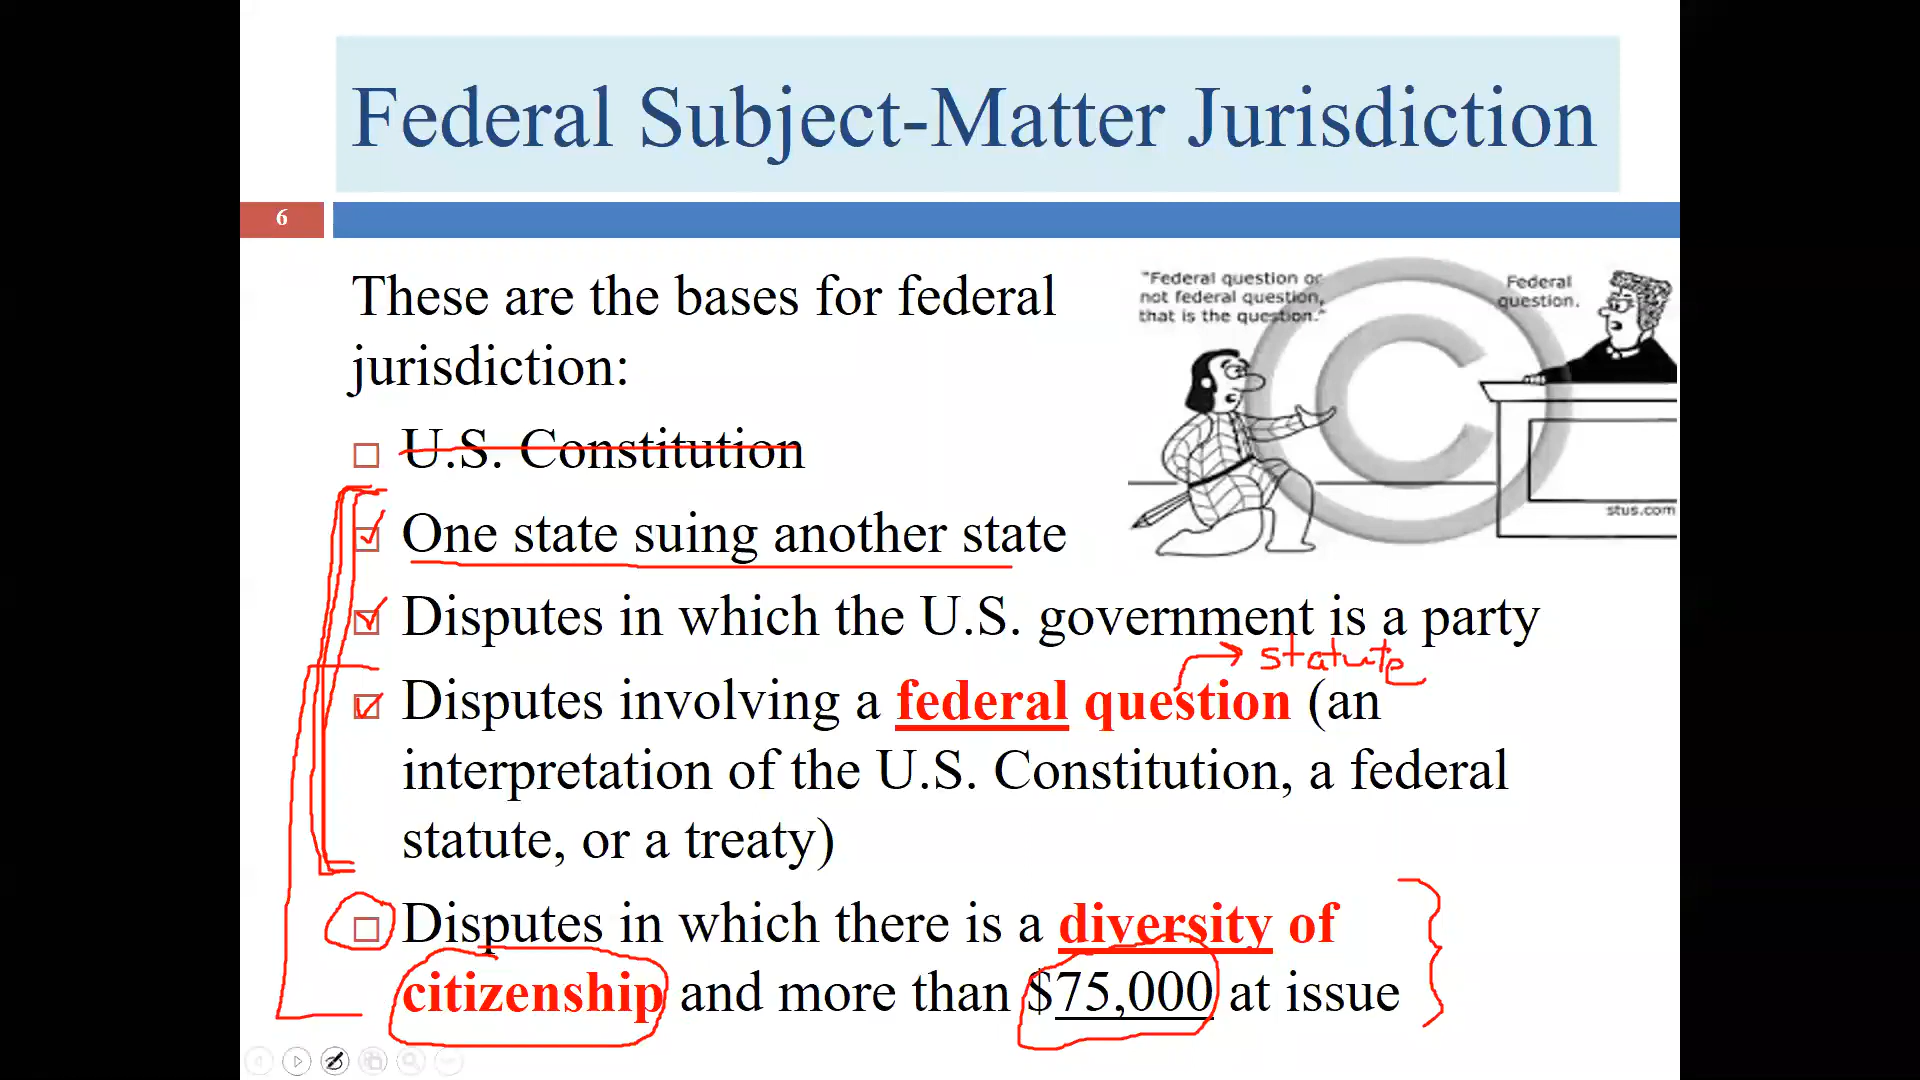 Federal Subject-Matter Jurisdiction
6
These are the bases for federal
jurisdiction:
"Federal question or
not federal question,
that is the question."
Federal
question.
stus.com
U.S. Constitution
One state suing another state
Disputes in which the U.S. government is a party
statute
Disputes involving a federal question (an
interpretation of the U.S. Constitution, a federal
statute, or a treaty)
Disputes in which there is a diversity of
citizenship and more than $75,000 at issue